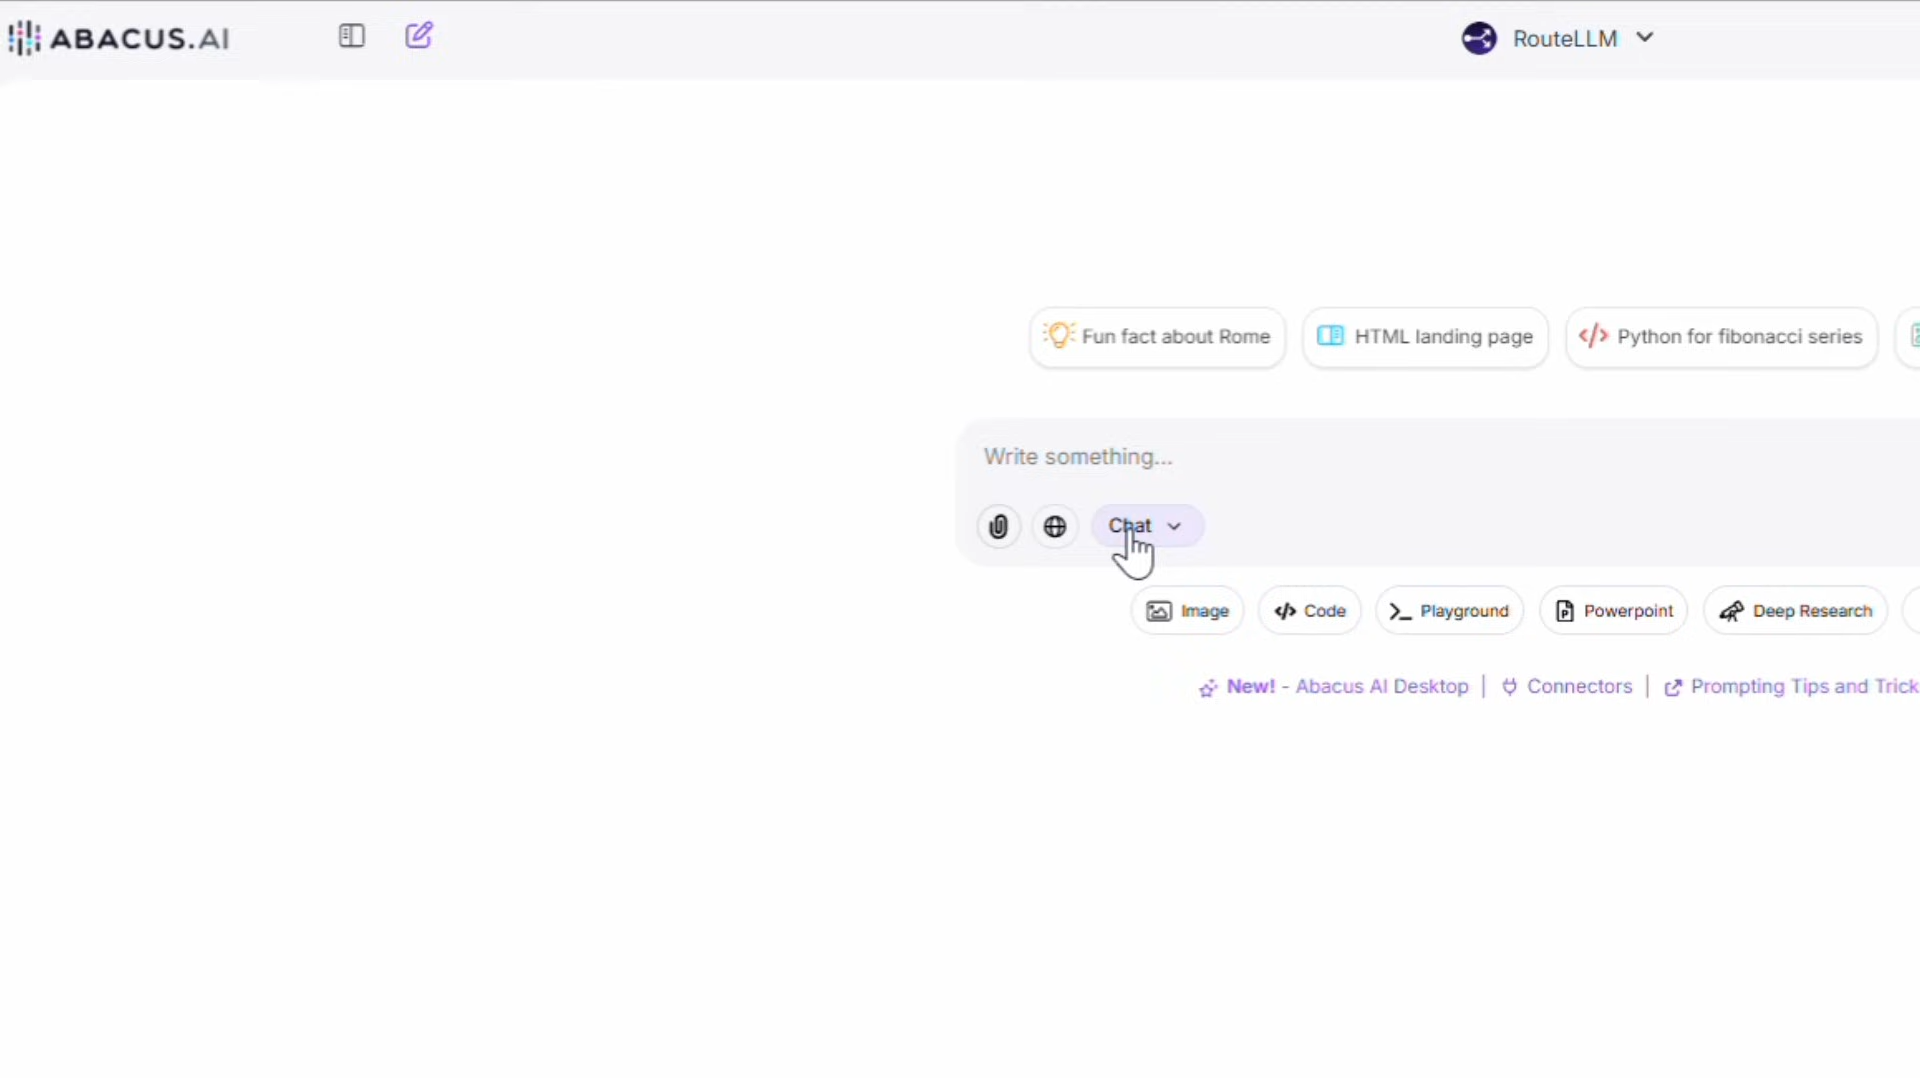 ABACUS.AI
RouteLLM
Fun fact about Rome
HTML landing page
Python for fibonacci series
Write something...
Chat
Image
Code
Playground
Powerpoint
Deep Research
New! - Abacus AI Desktop | Connectors | Prompting Tips and Trick